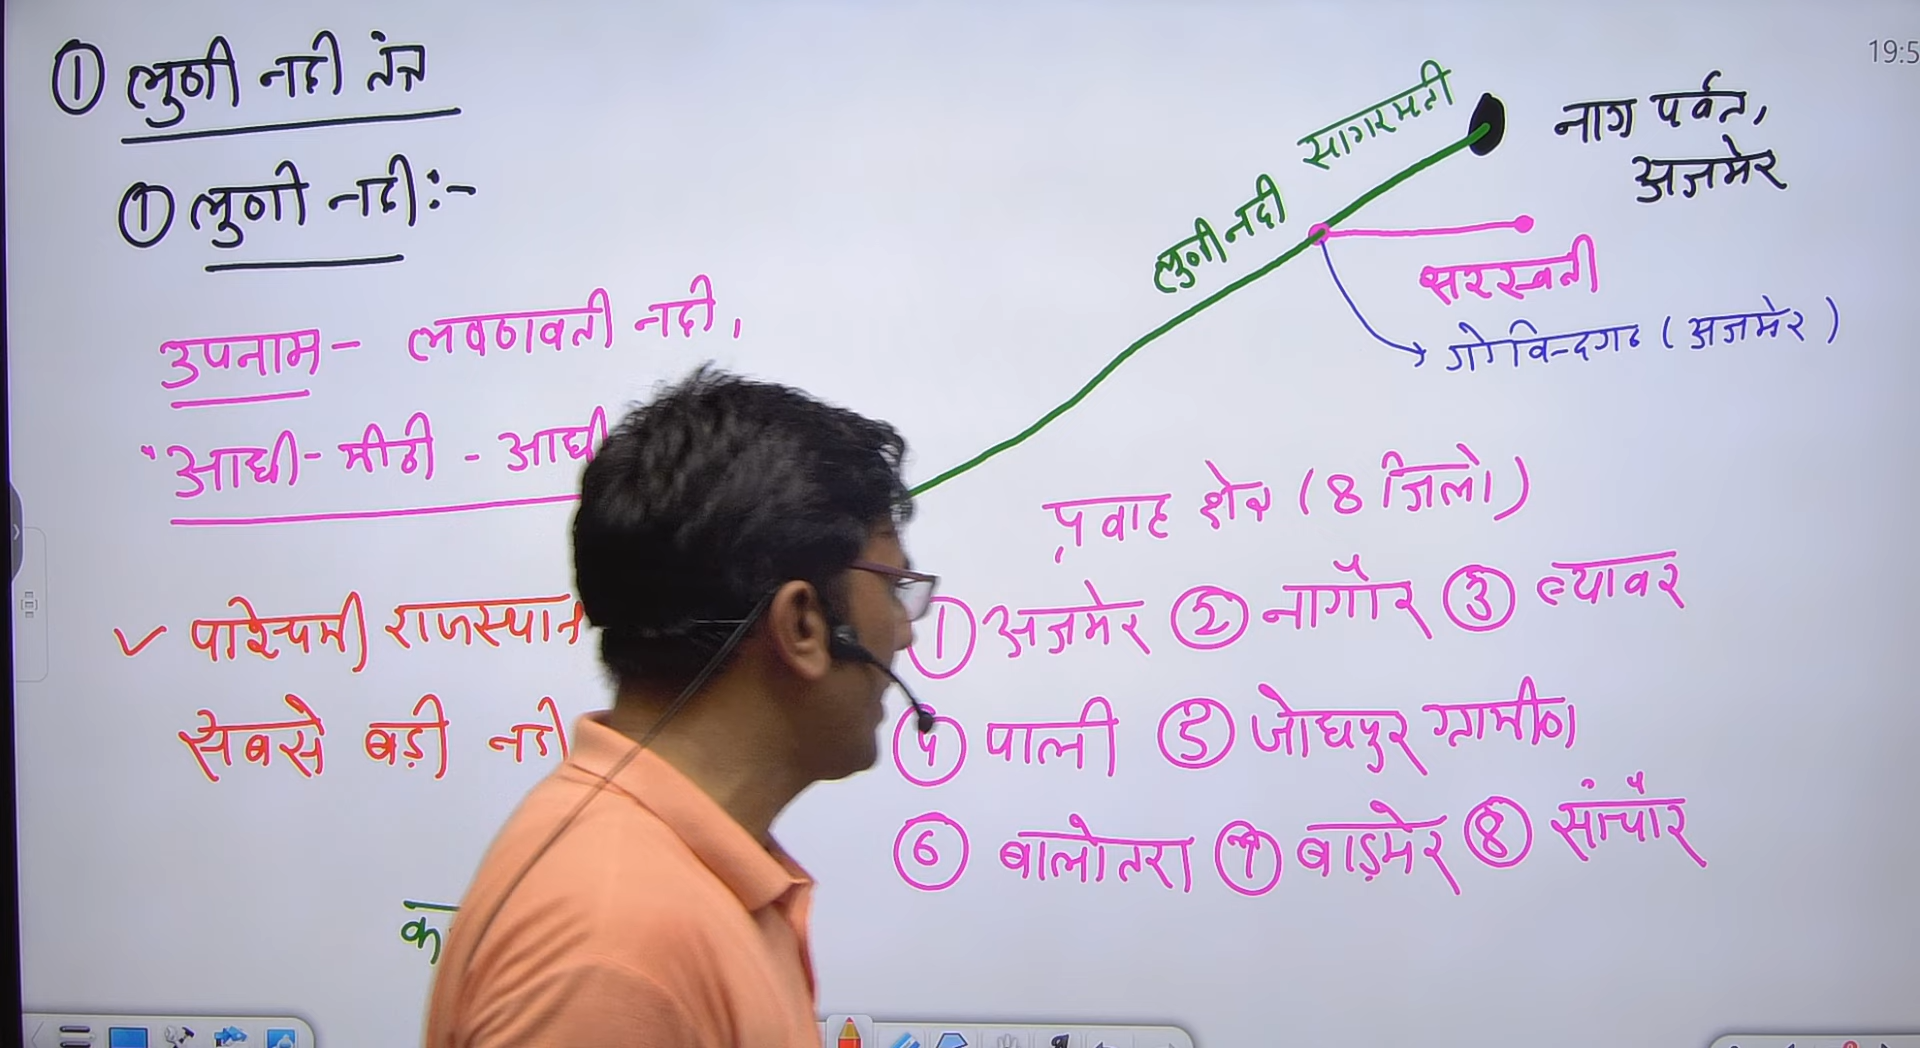 ① लुणी नदी तंत्र
① लुणी नदी:-
उपनाम - लवणवती नदी,
"आधी-मीठी - आधी
✓ पश्चिमी राजस्थान
सबसे बड़ी नदी
क
19:5
सागरमती
लुनी नदी
नाग पर्वत,
अजमेर
सरस्वती
गोविन्दगढ (अजमेर)
प्रवाह क्षेत्र (8 जिले)
① अजमेर ② नागौर ③ ब्यावर
④ पाली ⑤ जोधपुर ग्रामीण
⑥ बालोतरा ⑦ बाड़मेर ⑧ सांचौर